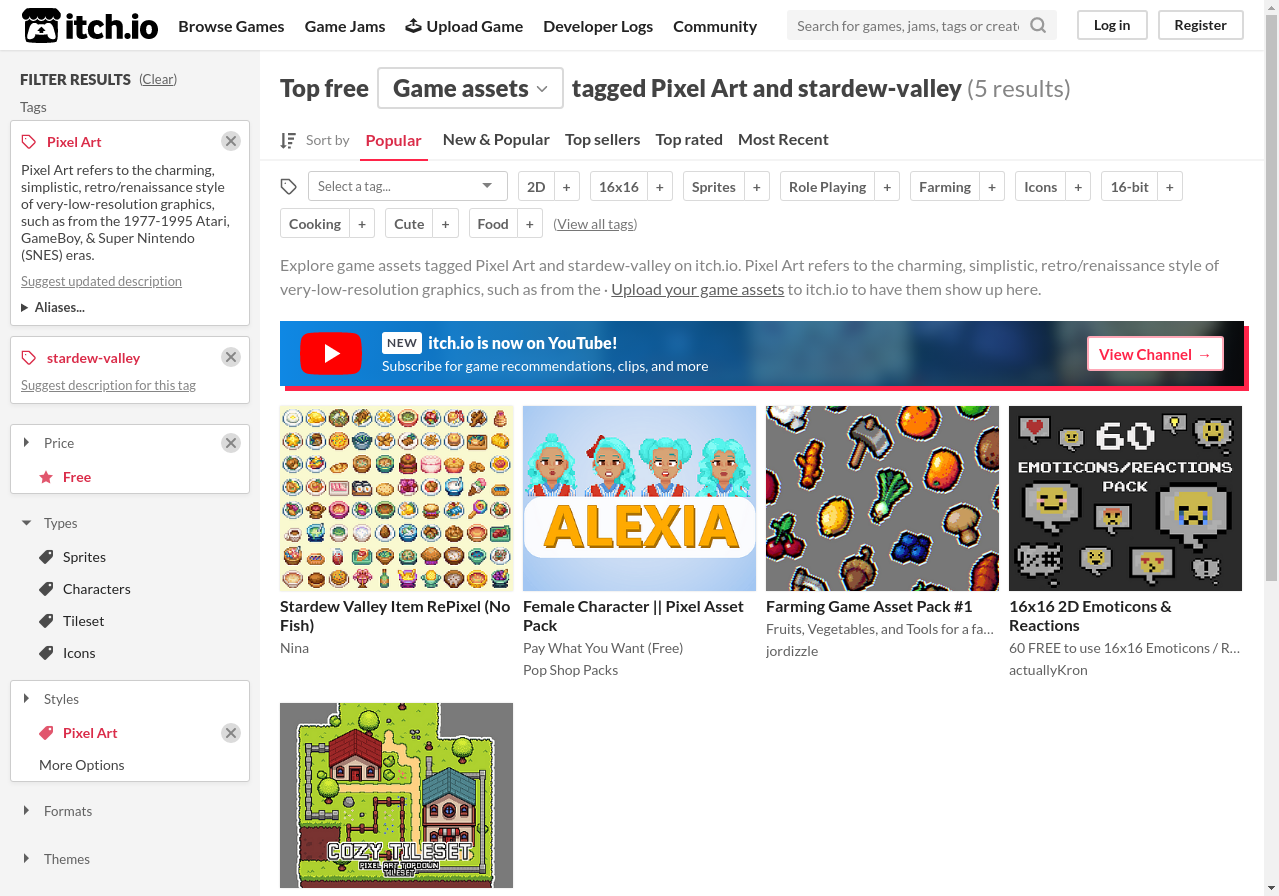 itch.io Browse Games Game Jams Upload Game Developer Logs Community Search for games, jams, tags or creato Log in Register
FILTER RESULTS (Clear)
Tags
Pixel Art
Pixel Art refers to the charming,
simplistic, retro/renaissance style
of very-low-resolution graphics,
such as from the 1977-1995 Atari,
GameBoy, & Super Nintendo
(SNES) eras.
Suggest updated description
Aliases...
stardew-valley
Suggest description for this tag
Price
Free
Types
Sprites
Characters
Tileset
Icons
Styles
Pixel Art
More Options
Formats
Themes
Top free Game assets tagged Pixel Art and stardew-valley (5 results)
Sort by Popular New & Popular Top sellers Top rated Most Recent
Select a tag... 2D + 16x16 + Sprites + Role Playing + Farming + Icons + 16-bit +
Cooking + Cute + Food + (View all tags)
Explore game assets tagged Pixel Art and stardew-valley on itch.io. Pixel Art refers to the charming, simplistic, retro/renaissance style of
very-low-resolution graphics, such as from the · Upload your game assets to itch.io to have them show up here.
NEW itch.io is now on YouTube!
Subscribe for game recommendations, clips, and more
View Channel →
Stardew Valley Item RePixel (No
Fish)
Nina
ALEXIA
Female Character || Pixel Asset
Pack
Pay What You Want (Free)
Pop Shop Packs
Farming Game Asset Pack #1
Fruits, Vegetables, and Tools for a fa...
jordizzle
60
EMOTICONS/REACTIONS
PACK
16x16 2D Emoticons &
Reactions
60 FREE to use 16x16 Emoticons / R...
actuallyKron
COZY TILESET
PIXEL ART TOPDOWN
TILESET